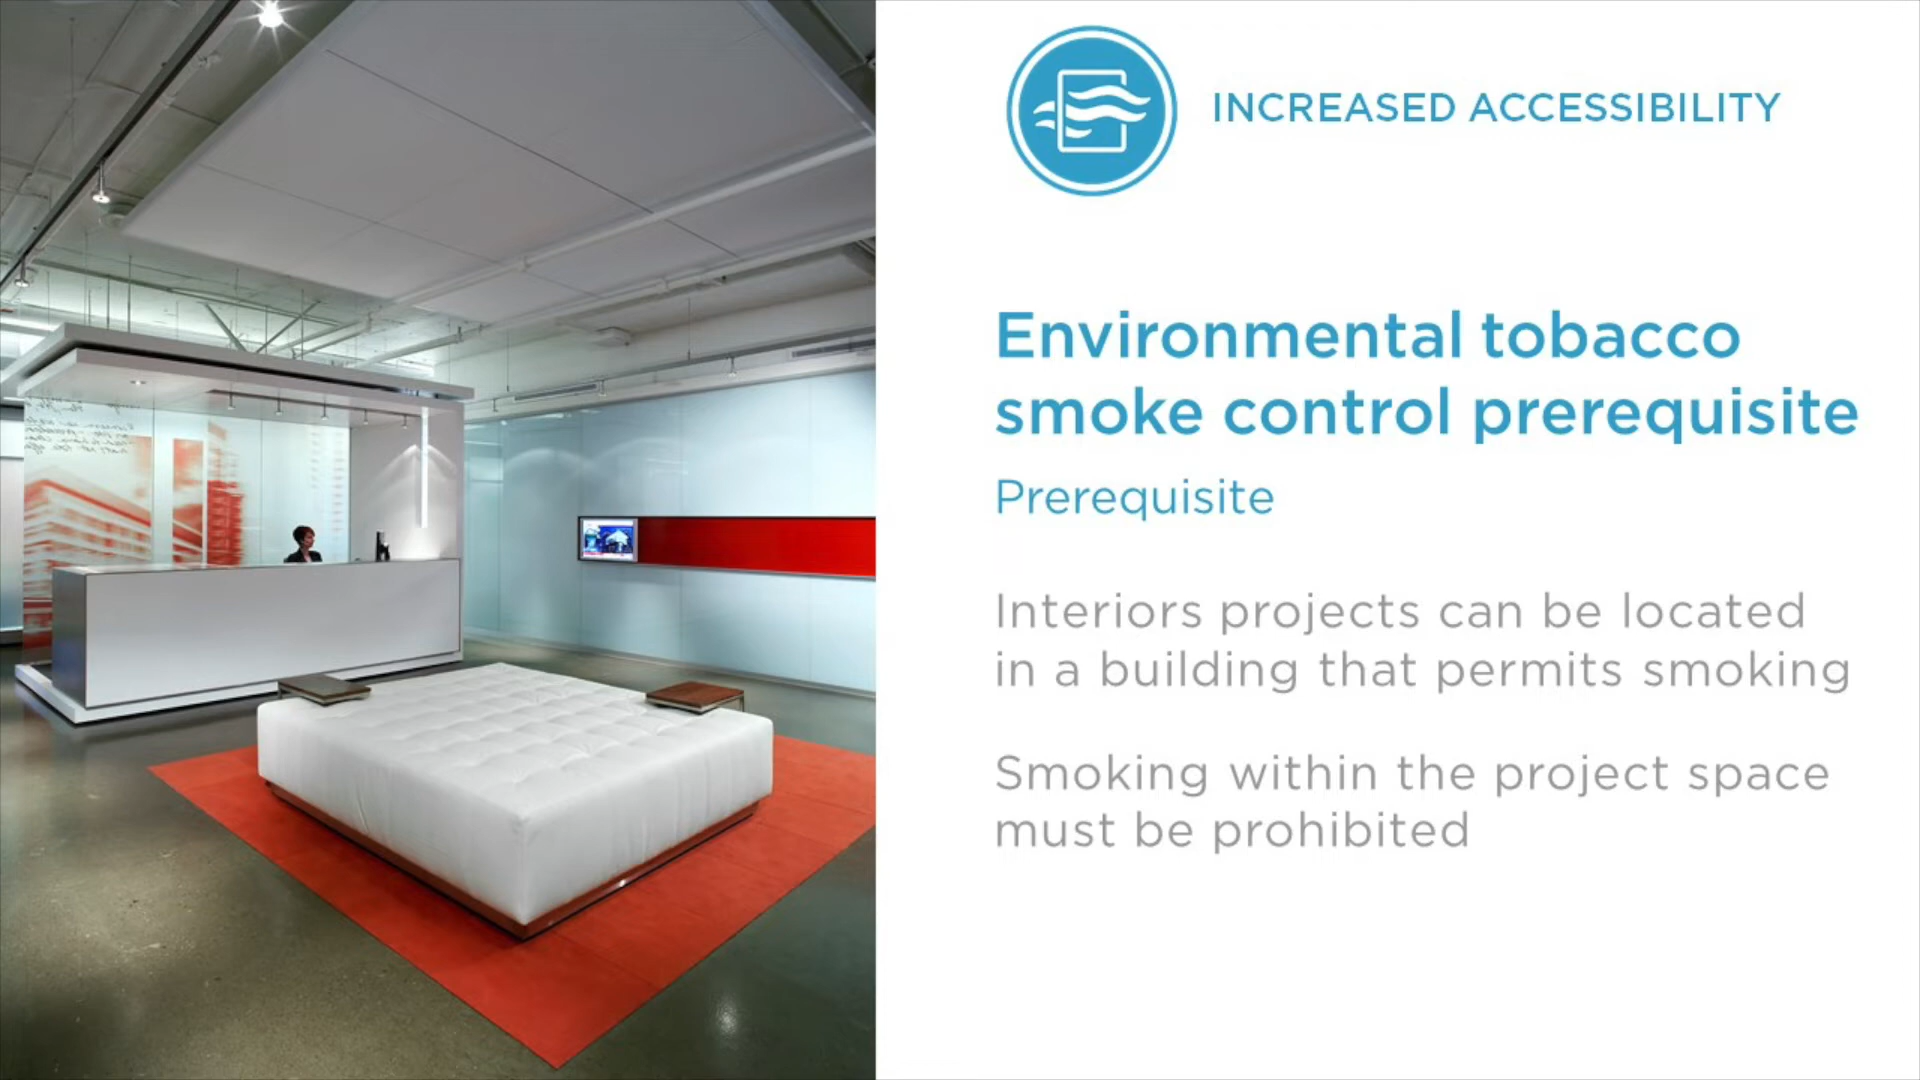 INCREASED ACCESSIBILITY
Environmental tobacco
smoke control prerequisite
Prerequisite
Interiors projects can be located
in a building that permits smoking
Smoking within the project space
must be prohibited